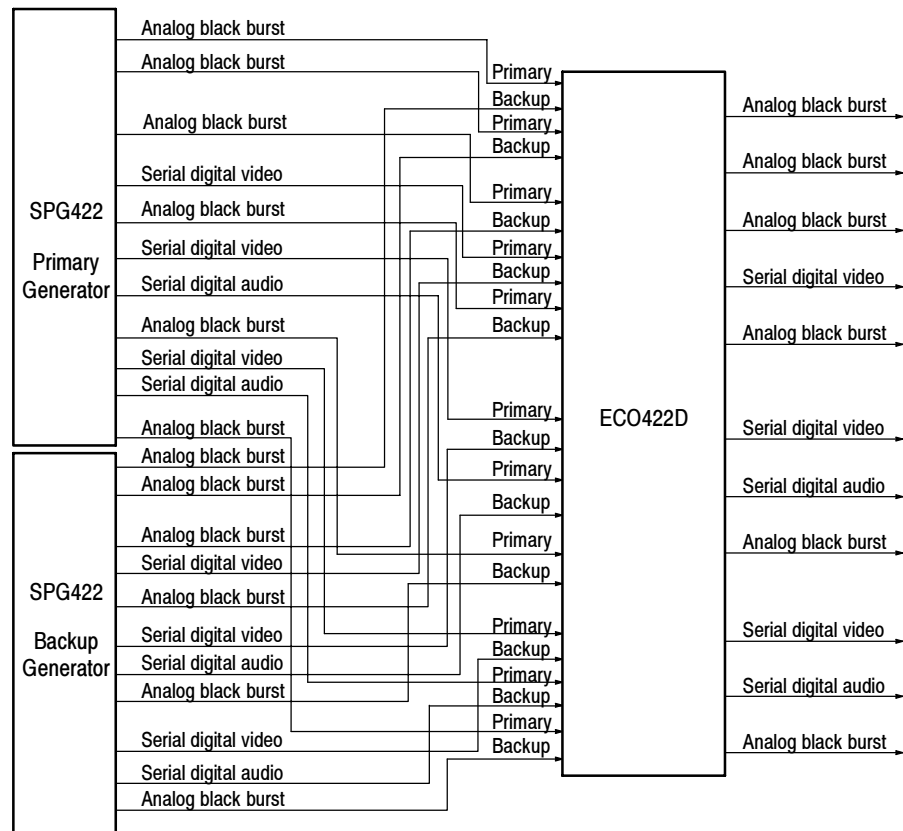 SPG422
Primary
Generator
Analog black burst
Analog black burst
Analog black burst
Serial digital video
Analog black burst
Serial digital video
Serial digital audio
Analog black burst
Serial digital video
Serial digital audio
Analog black burst
SPG422
Backup
Generator
Analog black burst
Analog black burst
Analog black burst
Serial digital video
Analog black burst
Serial digital video
Serial digital audio
Analog black burst
Serial digital video
Serial digital audio
Analog black burst
Primary
Backup
Primary
Backup
Primary
Backup
Primary
Backup
Primary
Backup
Primary
Backup
Primary
Backup
Primary
Backup
Primary
Backup
Primary
Backup
Primary
Backup
ECO422D
Analog black burst
Analog black burst
Analog black burst
Serial digital video
Analog black burst
Serial digital video
Serial digital audio
Analog black burst
Serial digital video
Serial digital audio
Analog black burst